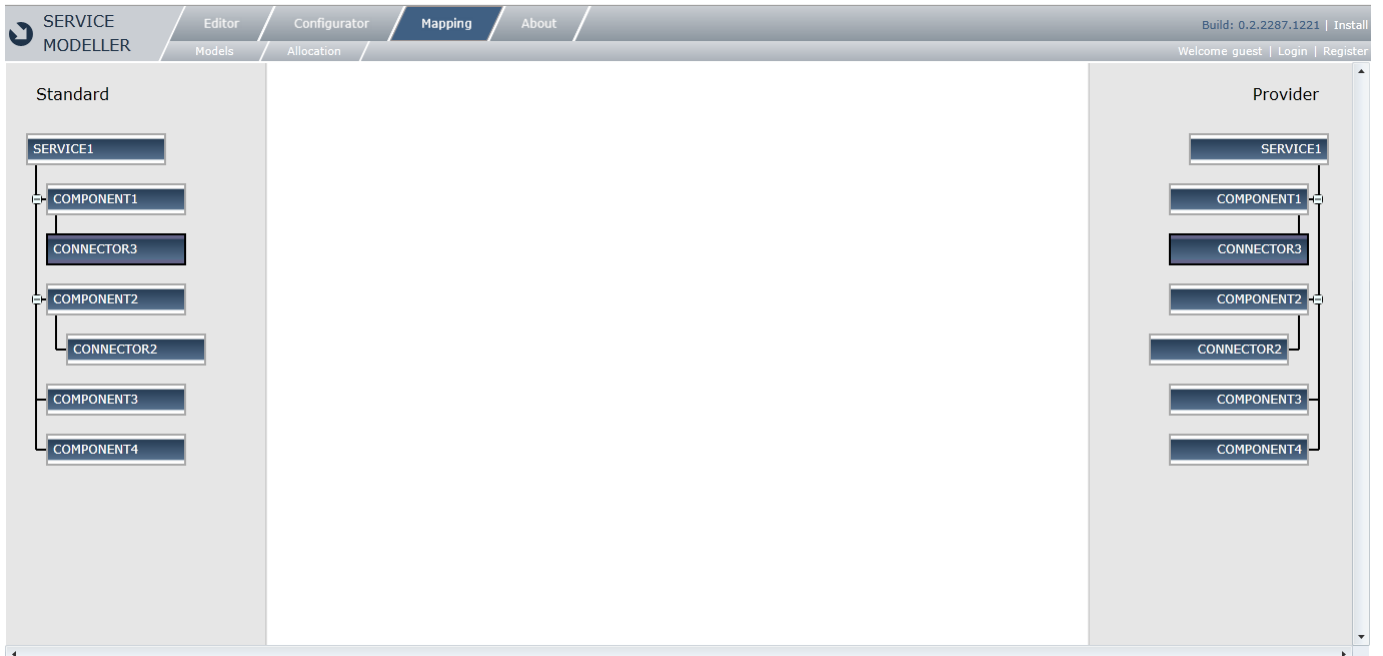 SERVICE
MODELLER
Editor
Configurator
Mapping
About
Build: 0.2.2287.1221 | Install
Models
Allocation
Welcome guest | Login | Register
Standard
SERVICE1
COMPONENT1
CONNECTOR3
COMPONENT2
CONNECTOR2
COMPONENT3
COMPONENT4
Provider
SERVICE1
COMPONENT1
CONNECTOR3
COMPONENT2
CONNECTOR2
COMPONENT3
COMPONENT4